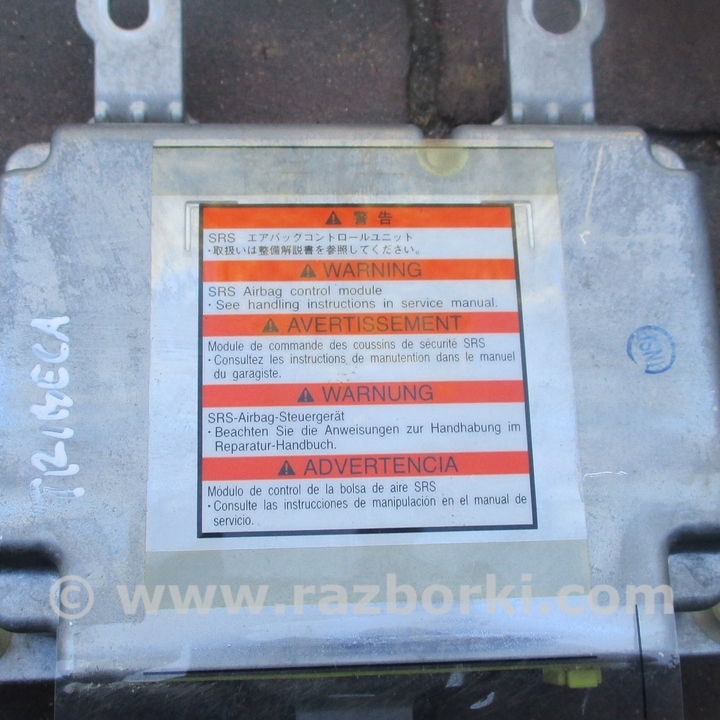 ⚠ 警告
SRS エアバッグコントロールユニット
・取扱いは整備解説書を参照してください。
⚠ WARNING
SRS Airbag control module
・See handling instructions in service manual.
⚠ AVERTISSEMENT
Module de commande des coussins de sécurité SRS
・Consultez les instructions de manutention dans le manuel
du garagiste.
⚠ WARNUNG
SRS-Airbag-Steuergerät
・Beachten Sie die Anweisungen zur Handhabung im
Reparatur-Handbuch.
⚠ ADVERTENCIA
Módulo de control de la bolsa de aire SRS
・Consulte las instrucciones de manipulación en el manual de
servicio.
© www.razborki.com